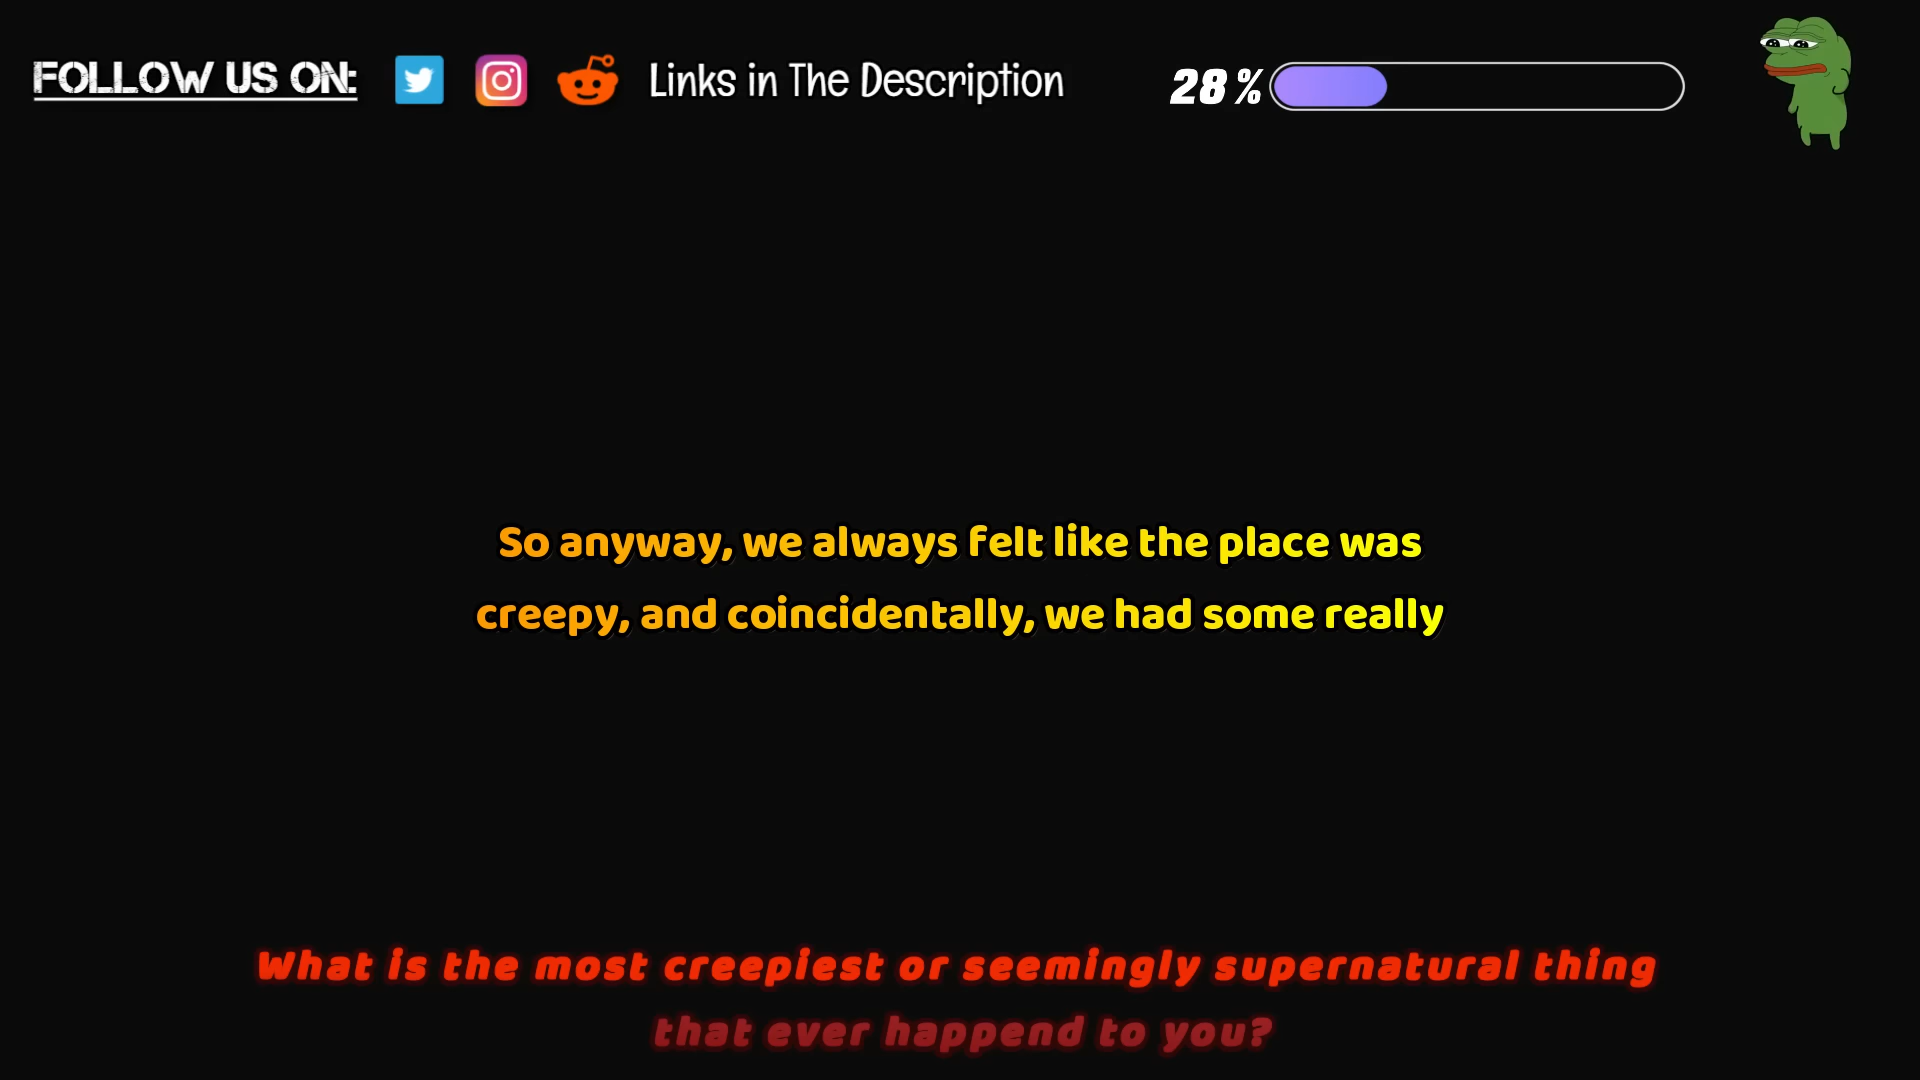 FOLLOW US ON: Links in The Description 28 %
So anyway, we always felt like the place was
creepy, and coincidentally, we had some really
What is the most creepiest or seemingly supernatural thing
that ever happend to you?